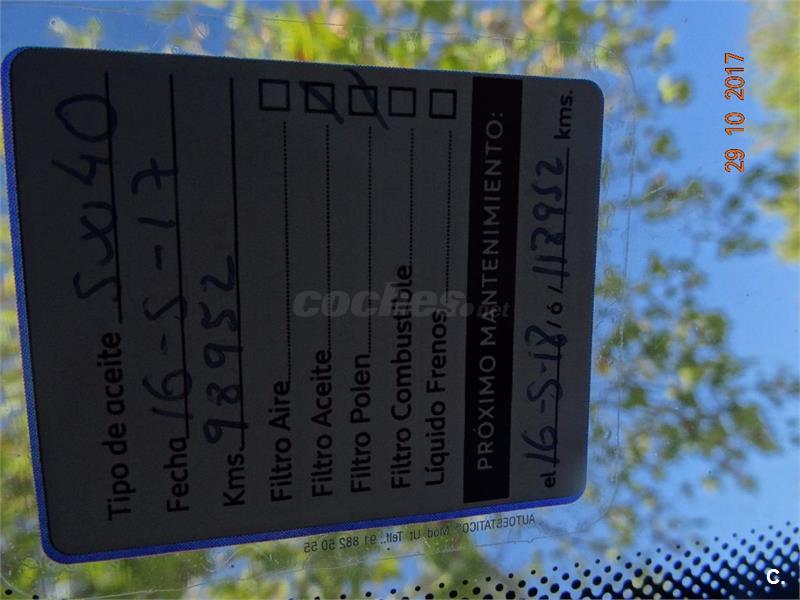 Tipo de aceite 5W40
Fecha 16-5-17
Kms. 98952
Filtro Aire
Filtro Aceite
Filtro Polen
Filtro Combustible
Líquido Frenos
PRÓXIMO MANTENIMIENTO:
el 16-5-18, ó, 118952 kms.
AUTOESTATICO® Mod. Ut. Telf.: 91 882 50 55
29 10 2017
coches.net
C.